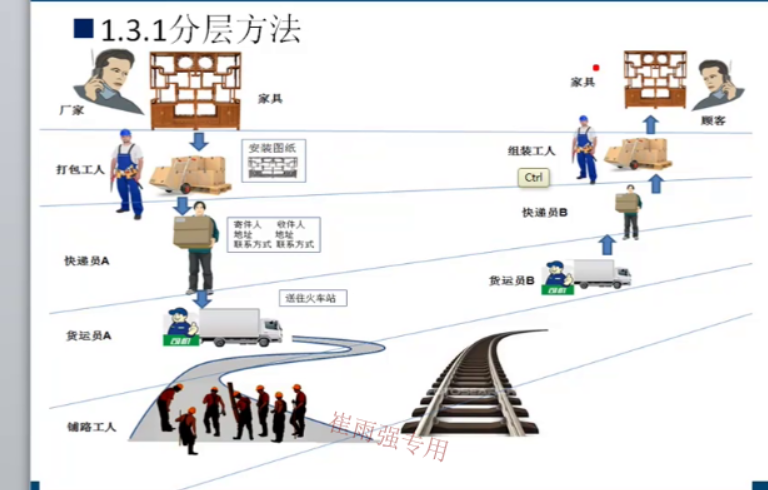 1.3.1分层方法
厂家
家具
家具
顾客
打包工人
安装图纸
组装工人
Ctrl
快递员A
寄件人 收件人
地址 地址
联系方式 联系方式
快递员B
货运员A
送往火车站
货运员B
铺路工人
崔雨强专用